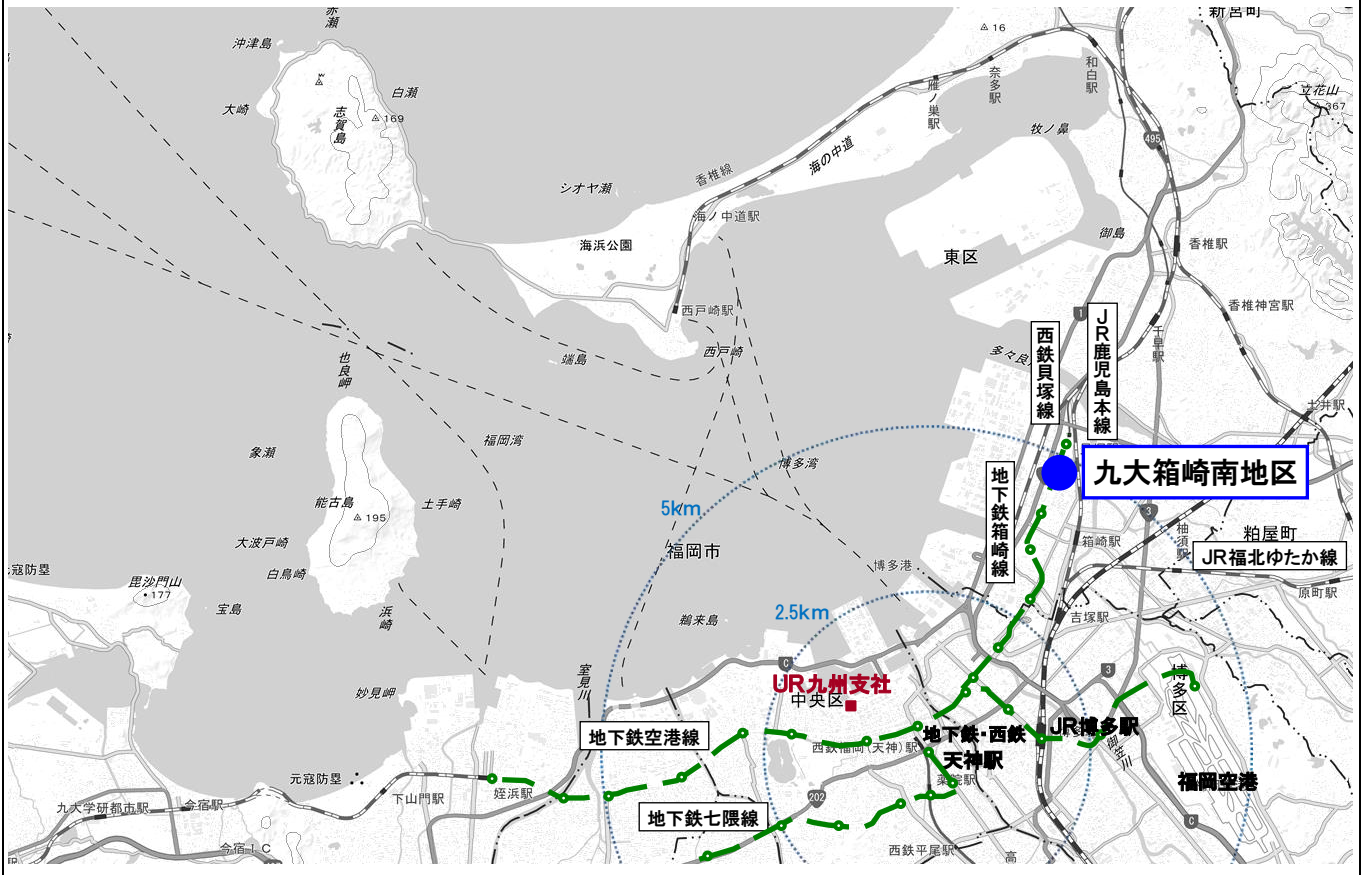 赤瀬
沖津島
大崎
白瀬
志賀島
169
シオヤ瀬
香椎線
海の中道
海ノ中道駅
海浜公園
西戸崎駅
西戸崎
端島
16
雁ノ巣駅
奈多駅
和白駅
新宮町
立花山
367
牧ノ鼻
495
御島
香椎駅
東区
香椎神宮駅
千早駅
1
西鉄貝塚線
JR鹿児島本線
土井駅
也良岬
福岡湾
博多湾
象瀬
能古島
195
土手崎
大波戸崎
白鳥崎
毘沙門山
177
宝島
浜崎
5km
福岡市
九大箱崎南地区
地下鉄箱崎線
箱崎駅
3
柚須駅
粕屋町
JR福北ゆたか線
原町駅
博多港
2.5km
吉塚駅
鵜来島
妙見岬
室見川
C
UR九州支社
中央区
3
博多区
地下鉄空港線
西鉄福岡(天神)駅
地下鉄・西鉄
天神駅
JR博多駅
御笠川
福岡空港
薬院駅
元寇防塁
下山門駅
姪浜駅
九大学研都市駅
今宿駅
今宿IC
地下鉄七隈線
202
西鉄平尾駅
高
C